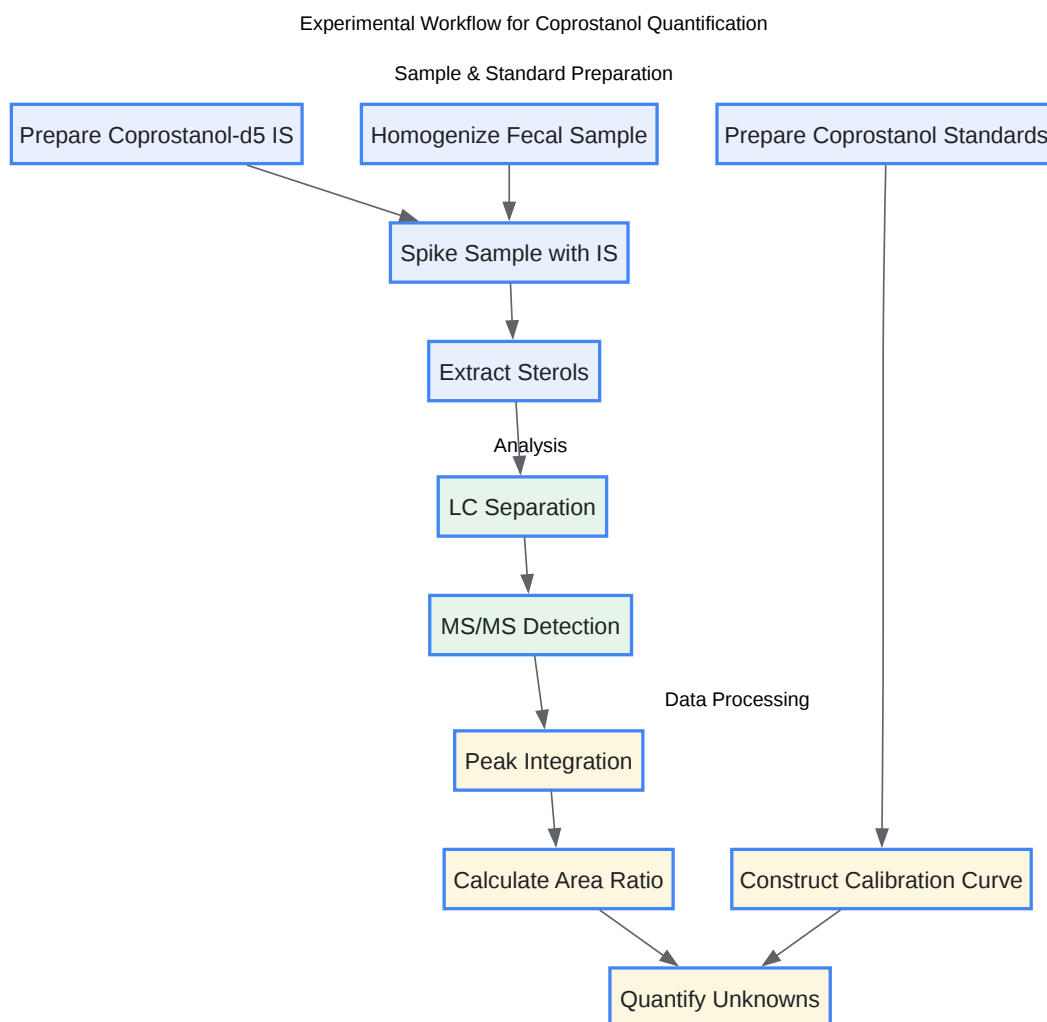 Experimental Workflow for Coprostanol Quantification
Sample & Standard Preparation
Prepare Coprostanol-d5 IS
Homogenize Fecal Sample
Prepare Coprostanol Standards
Spike Sample with IS
Extract Sterols
Analysis
LC Separation
MS/MS Detection
Data Processing
Peak Integration
Calculate Area Ratio
Construct Calibration Curve
Quantify Unknowns